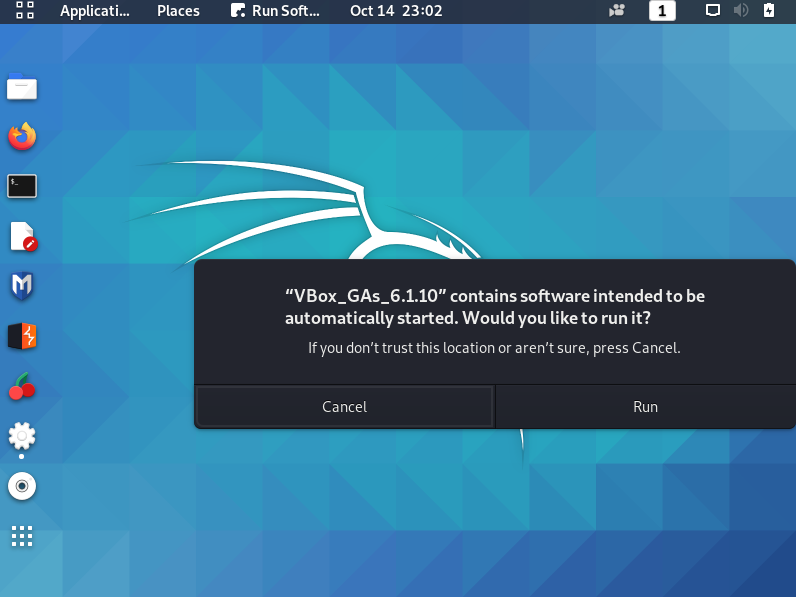 Applicati... Places Run Soft... Oct 14 23:02 1
$_
“VBox_GAs_6.1.10” contains software intended to be
automatically started. Would you like to run it?
If you don’t trust this location or aren’t sure, press Cancel.
Cancel Run